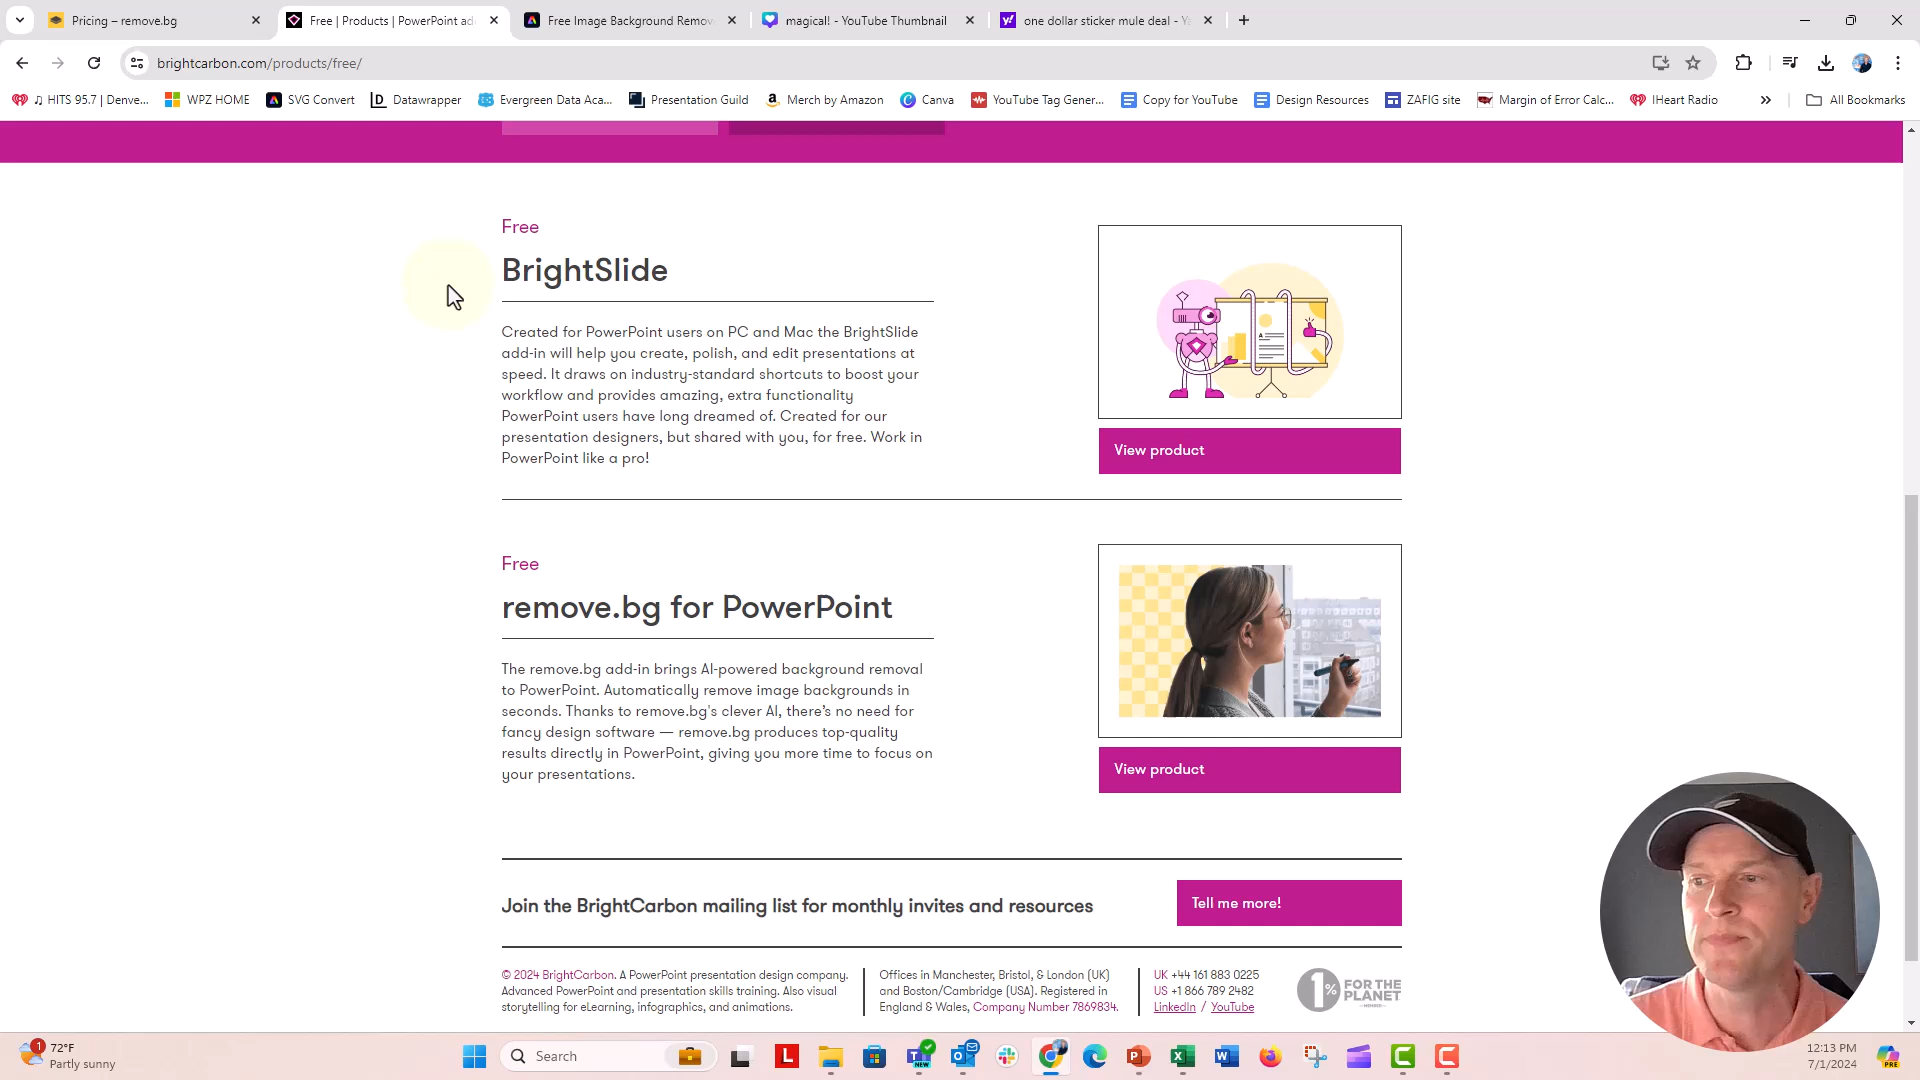 Pricing – remove.bg
Free | Products | PowerPoint ad
Free Image Background Remov
magical! - YouTube Thumbnail
one dollar sticker mule deal - Y
brightcarbon.com/products/free/
♫ HITS 95.7 | Denve...
WPZ HOME
SVG Convert
Datawrapper
Evergreen Data Aca...
Presentation Guild
Merch by Amazon
Canva
YouTube Tag Gener...
Copy for YouTube
Design Resources
ZAFIG site
Margin of Error Calc...
IHeart Radio
All Bookmarks
Free
BrightSlide
Created for PowerPoint users on PC and Mac the BrightSlide
add-in will help you create, polish, and edit presentations at
speed. It draws on industry-standard shortcuts to boost your
workflow and provides amazing, extra functionality
PowerPoint users have long dreamed of. Created for our
presentation designers, but shared with you, for free. Work in
PowerPoint like a pro!
View product
Free
remove.bg for PowerPoint
The remove.bg add-in brings AI-powered background removal
to PowerPoint. Automatically remove image backgrounds in
seconds. Thanks to remove.bg's clever AI, there's no need for
fancy design software — remove.bg produces top-quality
results directly in PowerPoint, giving you more time to focus on
your presentations.
View product
Join the BrightCarbon mailing list for monthly invites and resources
Tell me more!
© 2024 BrightCarbon. A PowerPoint presentation design company.
Advanced PowerPoint and presentation skills training. Also visual
storytelling for eLearning, infographics, and animations.
Offices in Manchester, Bristol, & London (UK)
and Boston/Cambridge (USA). Registered in
England & Wales, Company Number 7869834.
UK +44 161 883 0225
US +1 866 789 2482
LinkedIn / YouTube
1% FOR THE
PLANET
1
72°F
Partly sunny
Search
NEW
12:13 PM
7/1/2024
PRE